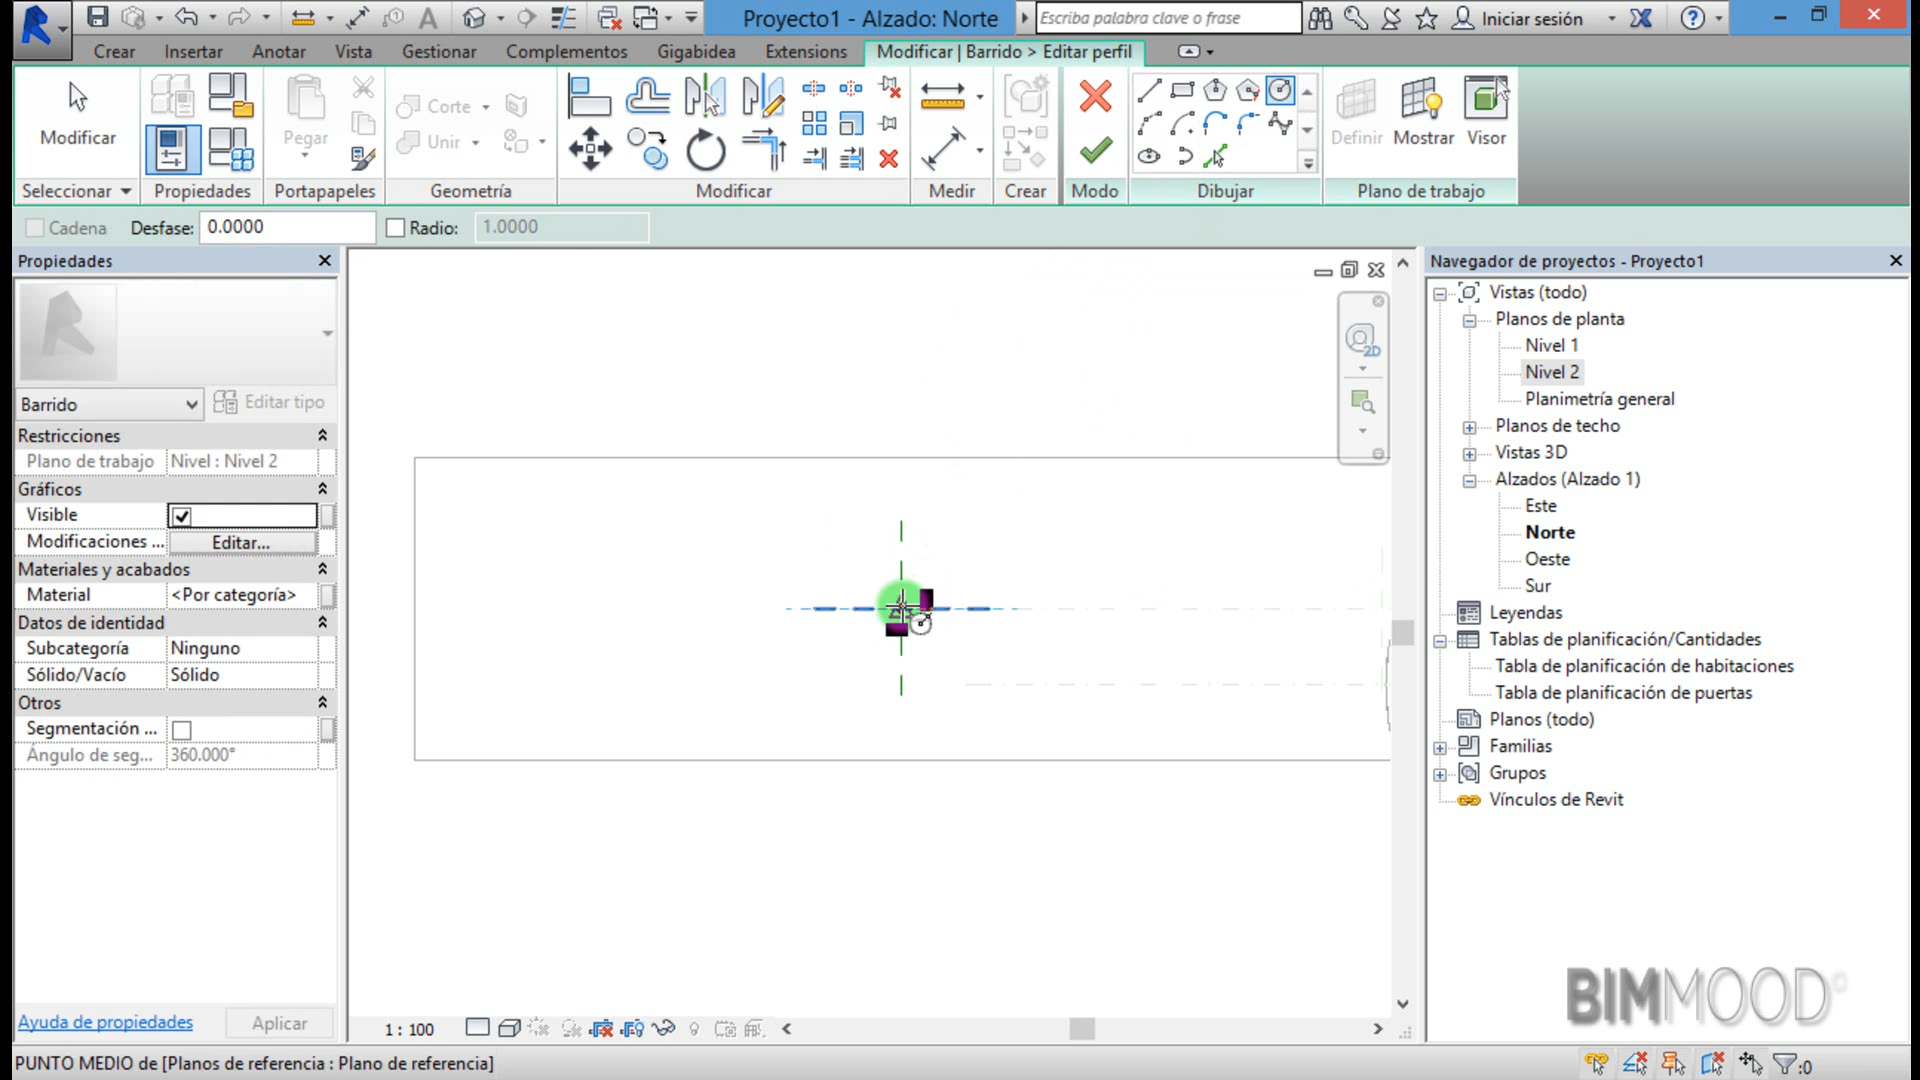 Proyecto1 - Alzado: Norte
Escriba palabra clave o frase
Iniciar sesión
Crear
Insertar
Anotar
Vista
Gestionar
Complementos
Gigabidea
Extensions
Modificar | Barrido > Editar perfil
Modificar
Pegar
Corte
Unir
Definir
Mostrar
Visor
Seleccionar
Propiedades
Portapapeles
Geometría
Modificar
Medir
Crear
Modo
Dibujar
Plano de trabajo
Cadena
Desfase:
0.0000
Radio:
1.0000
Propiedades
Barrido
Editar tipo
Restricciones
Plano de trabajo
Nivel : Nivel 2
Gráficos
Visible
Modificaciones ...
Editar...
Materiales y acabados
Material
<Por categoría>
Datos de identidad
Subcategoría
Ninguno
Sólido/Vacío
Sólido
Otros
Segmentación ...
Ángulo de seg...
360.000°
Ayuda de propiedades
Aplicar
2D
1 : 100
Navegador de proyectos - Proyecto1
Vistas (todo)
Planos de planta
Nivel 1
Nivel 2
Planimetría general
Planos de techo
Vistas 3D
Alzados (Alzado 1)
Este
Norte
Oeste
Sur
Leyendas
Tablas de planificación/Cantidades
Tabla de planificación de habitaciones
Tabla de planificación de puertas
Planos (todo)
Familias
Grupos
Vínculos de Revit
BIMMOOD©
PUNTO MEDIO de [Planos de referencia : Plano de referencia]
:0